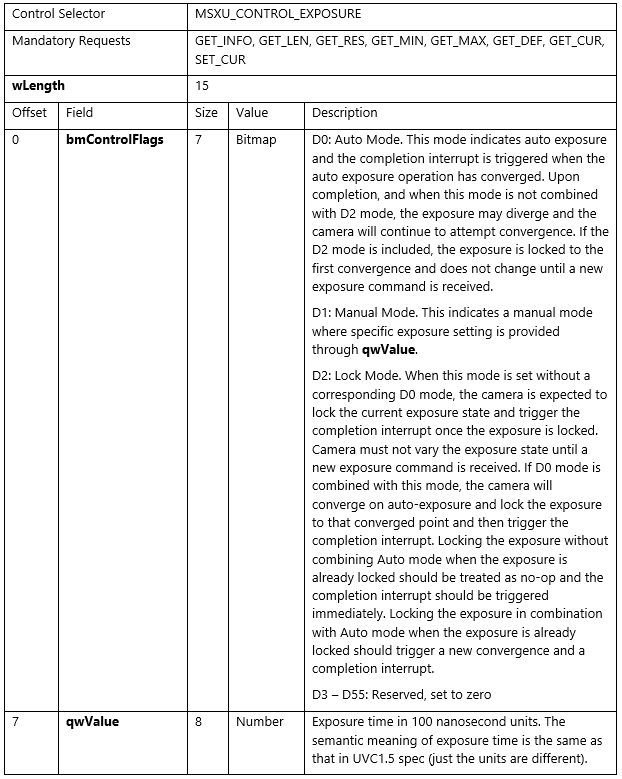 Control Selector MSXU_CONTROL_EXPOSURE
Mandatory Requests GET_INFO, GET_LEN, GET_RES, GET_MIN, GET_MAX, GET_DEF, GET_CUR,
SET_CUR
wLength 15
Offset Field Size Value Description
0 bmControlFlags 7 Bitmap D0: Auto Mode. This mode indicates auto exposure
and the completion interrupt is triggered when the
auto exposure operation has converged. Upon
completion, and when this mode is not combined
with D2 mode, the exposure may diverge and the
camera will continue to attempt convergence. If the
D2 mode is included, the exposure is locked to the
first convergence and does not change until a new
exposure command is received.
D1: Manual Mode. This indicates a manual mode
where specific exposure setting is provided
through qwValue.
D2: Lock Mode. When this mode is set without a
corresponding D0 mode, the camera is expected to
lock the current exposure state and trigger the
completion interrupt once the exposure is locked.
Camera must not vary the exposure state until a
new exposure command is received. If D0 mode is
combined with this mode, the camera will
converge on auto-exposure and lock the exposure
to that converged point and then trigger the
completion interrupt. Locking the exposure without
combining Auto mode when the exposure is
already locked should be treated as no-op and the
completion interrupt should be triggered
immediately. Locking the exposure in combination
with Auto mode when the exposure is already
locked should trigger a new convergence and a
completion interrupt.
D3 – D55: Reserved, set to zero
7 qwValue 8 Number Exposure time in 100 nanosecond units. The
semantic meaning of exposure time is the same as
that in UVC1.5 spec (just the units are different).